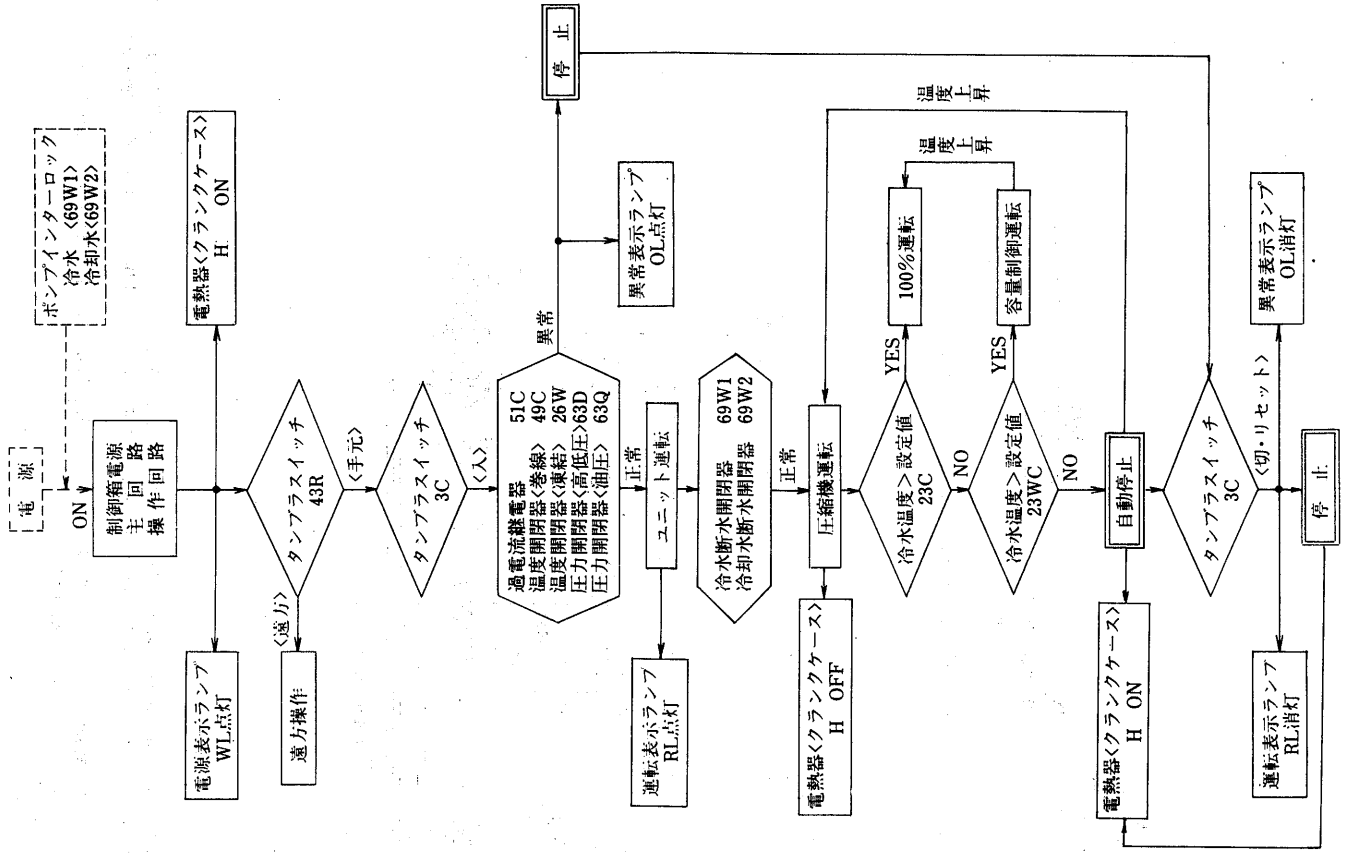 電源
ポンプインターロック
冷水 <69W1>
冷却水<69W2>
ON
制御箱電源
主回路
操作回路
電源表示ランプ
WL点灯
電熱器<クランクケース>
H ON
タンブラスイッチ
43R
<遠方>
遠方操作
<手元>
タンブラスイッチ
3C
<入>
過電流継電器 51C
温度開閉器<巻線> 49C
温度開閉器<凍結> 26W
圧力開閉器<高低圧>63D
圧力開閉器<油圧> 63Q
異常
停止
異常表示ランプ
OL点灯
正常
ユニット運転
運転表示ランプ
RL点灯
冷水断水開閉器 69W1
冷却水断水開閉器 69W2
正常
圧縮機運転
電熱器<クランクケース>
H OFF
冷水温度>設定値
23C
YES
100%運転
NO
冷水温度>設定値
23WC
YES
容量制御運転
温度上昇
温度上昇
NO
自動停止
電熱器<クランクケース>
H ON
タンブラスイッチ
3C
<切・リセット>
運転表示ランプ
RL消灯
異常表示ランプ
OL消灯
停止